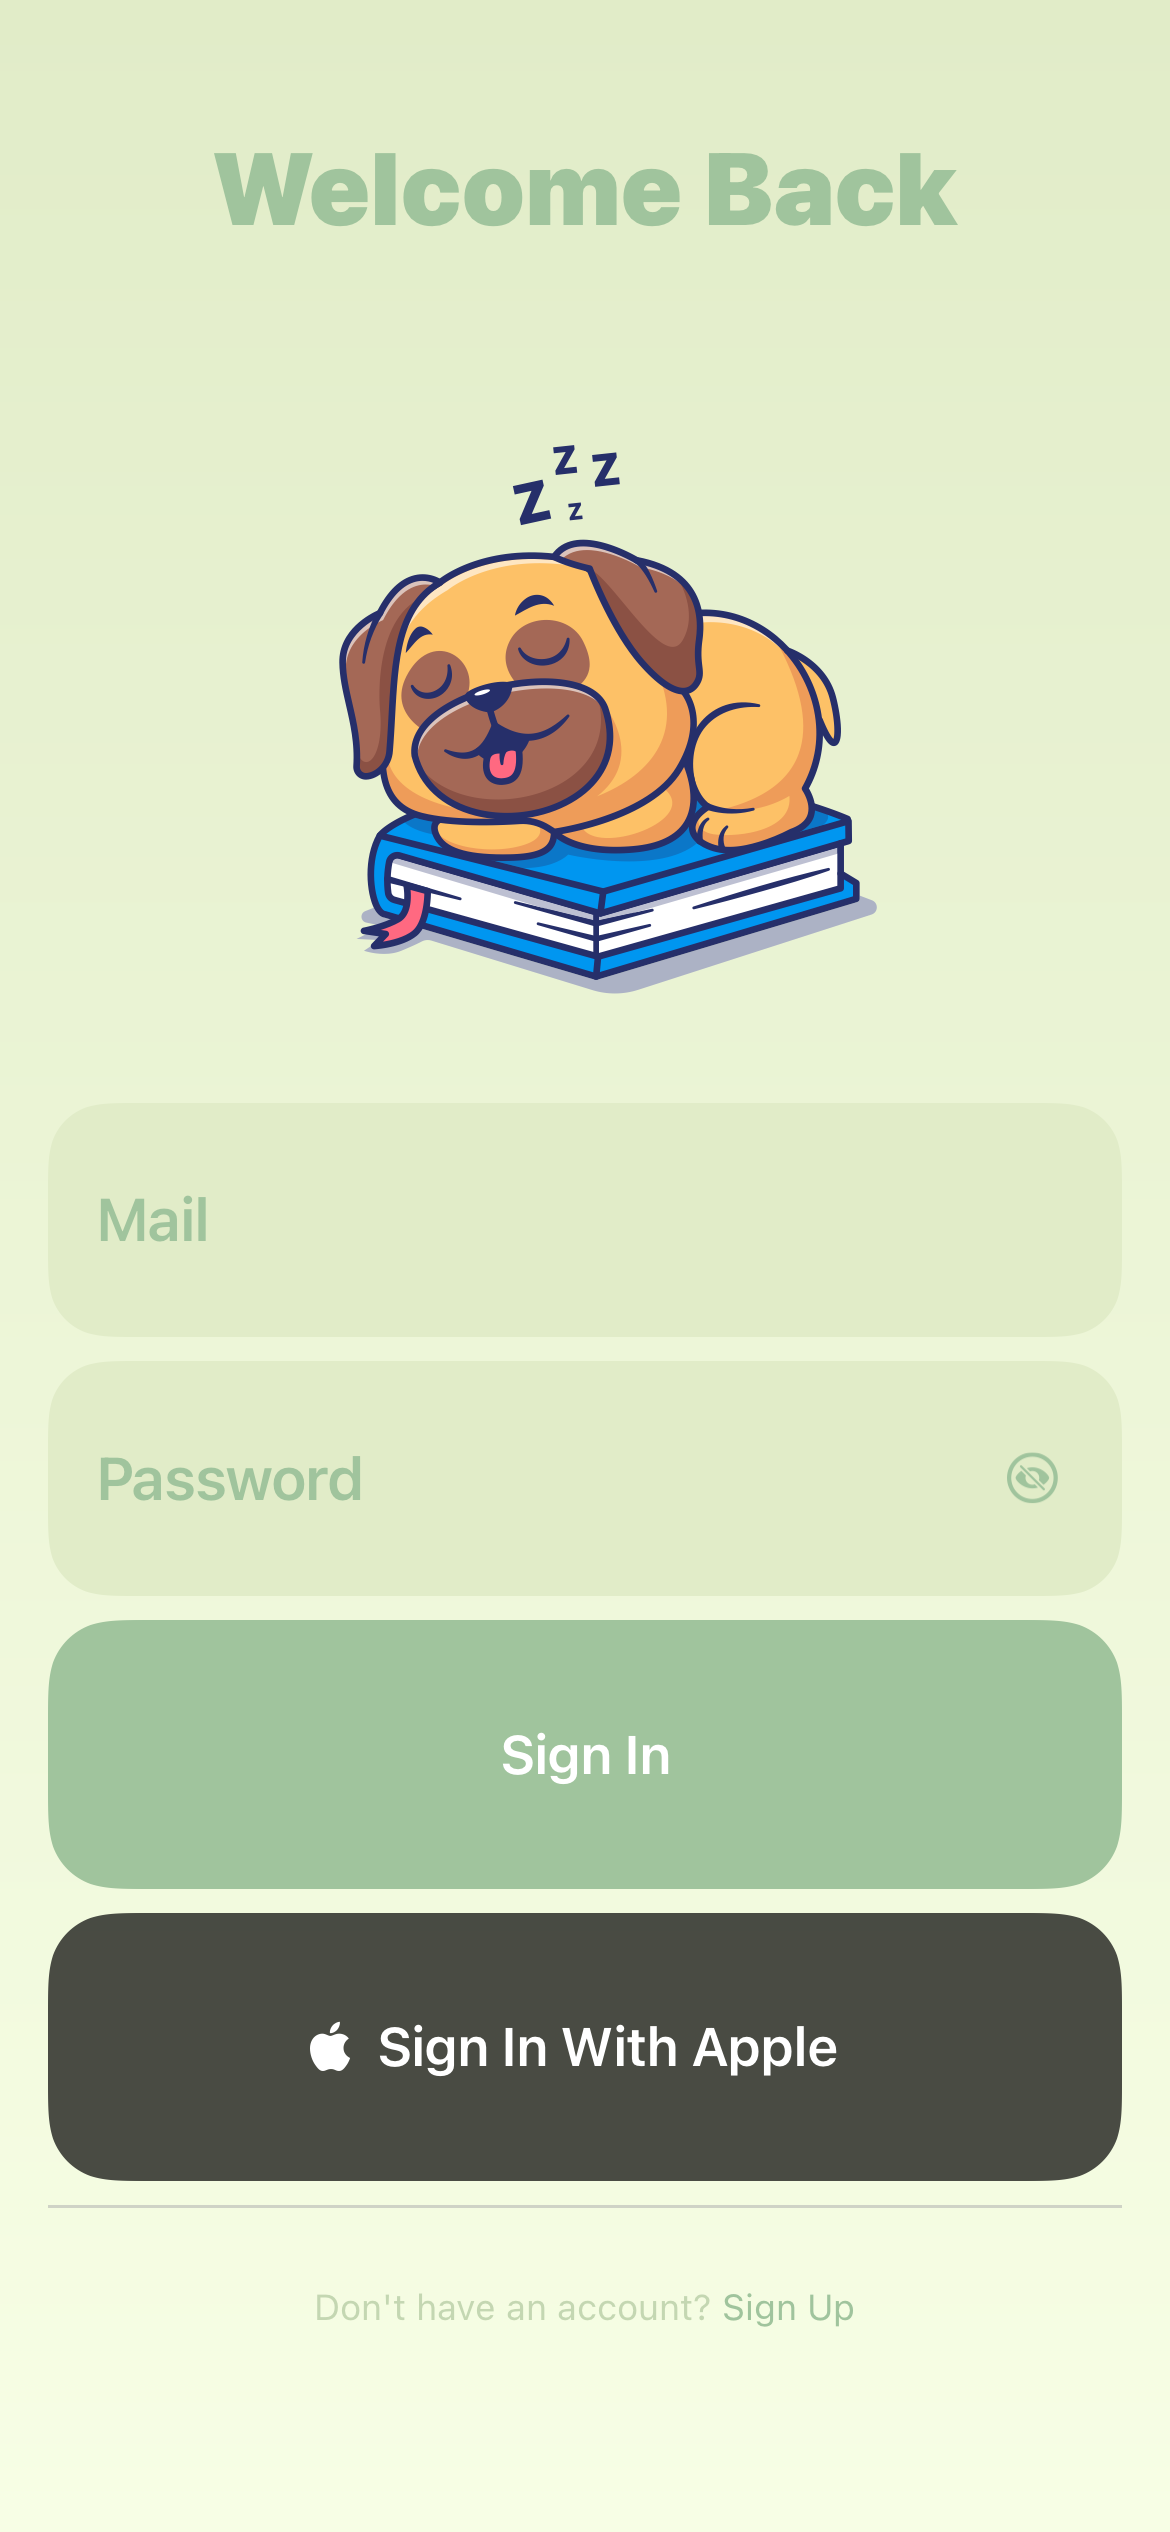 Welcome Back
z z
Z z
Mail
Password
Sign In
Sign In With Apple
Don't have an account? Sign Up